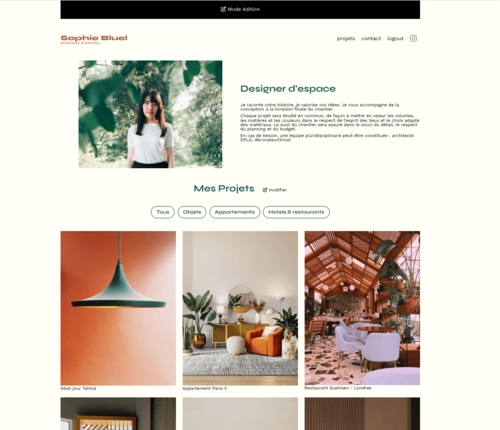 Mode édition
Sophie Bluel
Architecte d'intérieur
projets contact logout
Designer d'espace
Je raconte votre histoire, je valorise vos idées. Je vous accompagne de la
conception à la livraison finale du chantier.
Chaque projet sera étudié en commun, de façon à mettre en valeur les volumes,
les matières et les couleurs dans le respect de l'esprit des lieux et le choix adapté
des matériaux. Le suivi du chantier sera assuré dans le souci du détail, le respect
du planning et du budget.
En cas de besoin, une équipe pluridisciplinaire peut-être constituée : architecte
DPLG, décorateur(trice)
Mes Projets modifier
Tous Objets Appartements Hotels & restaurants
Abat-jour Tahina
Appartement Paris V
Restaurant Sushisen - Londres